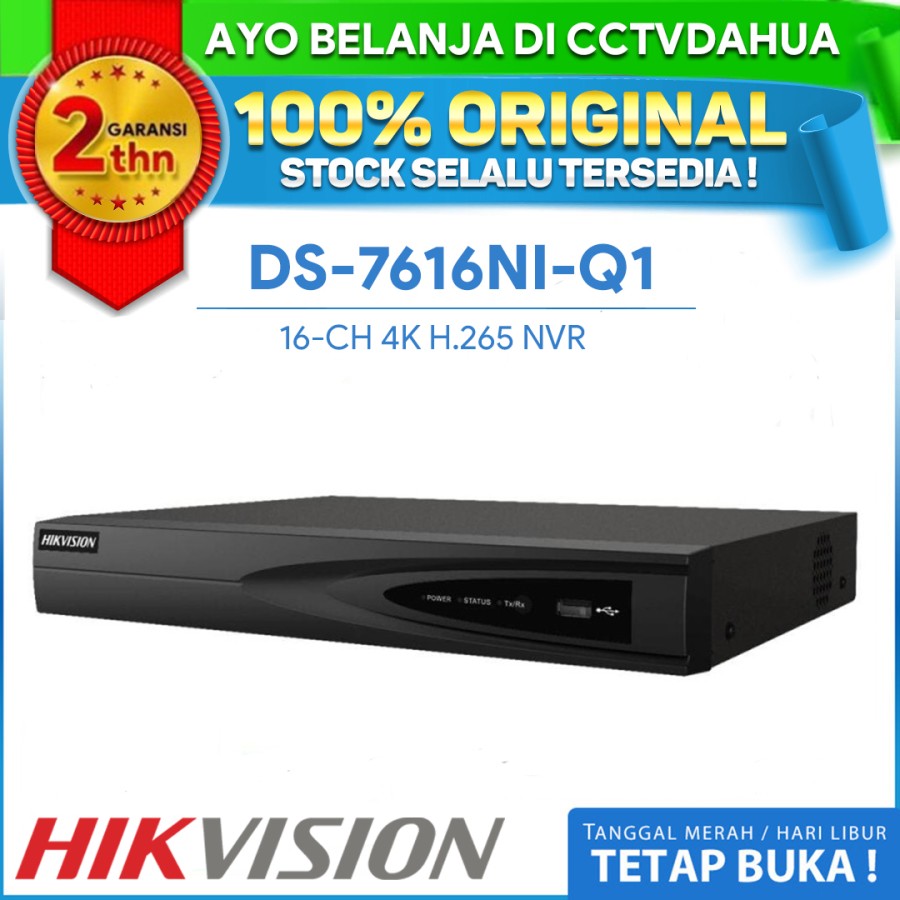 AYO BELANJA DI CCTVDAHUA
2 GARANSI
thn
100% ORIGINAL
STOCK SELALU TERSEDIA !
DS-7616NI-Q1
16-CH 4K H.265 NVR
HIKVISION
POWER STATUS Tx/Rx
HIKVISION
TANGGAL MERAH / HARI LIBUR
TETAP BUKA !